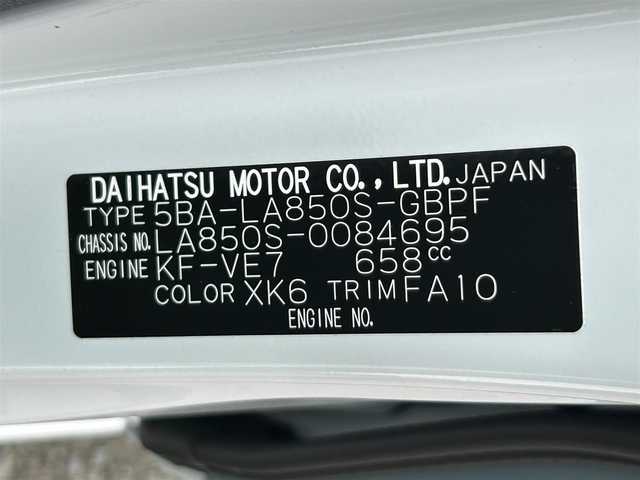 DAIHATSU MOTOR CO., LTD. JAPAN
TYPE 5BA-LA850S-GBPF
CHASSIS NO. LA850S-0084695
ENGINE KF-VE7 658cc
COLOR XK6 TRIM FA10
ENGINE NO.